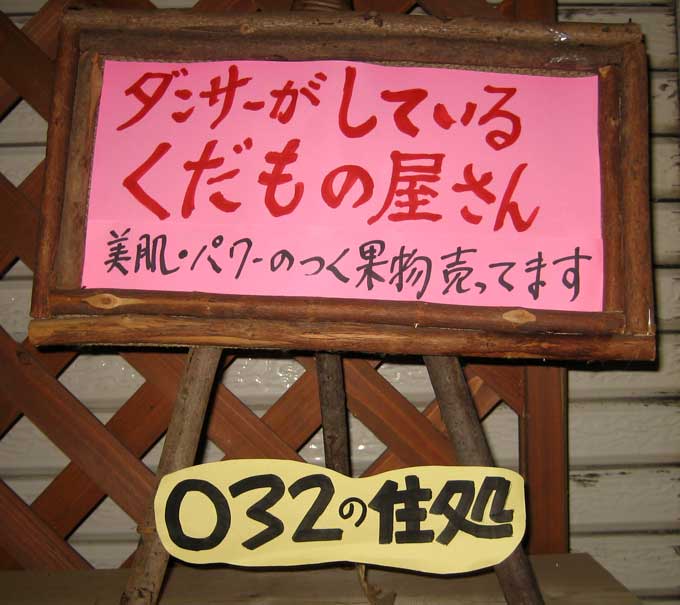 ダンサーがしている
くだもの屋さん
美肌・パワーのつく果物売ってます
032の住処